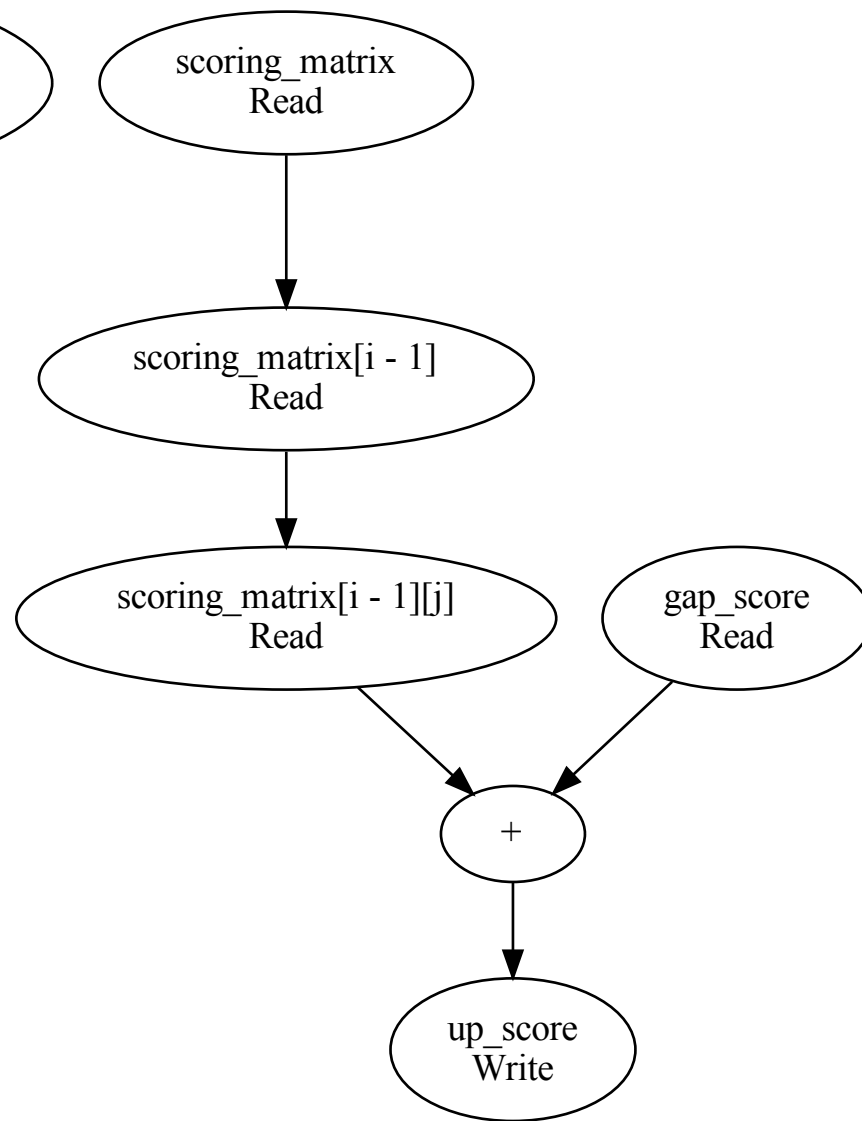 scoring_matrix
Read
scoring_matrix[i - 1]
Read
scoring_matrix[i - 1][j]
Read
gap_score
Read
+
up_score
Write